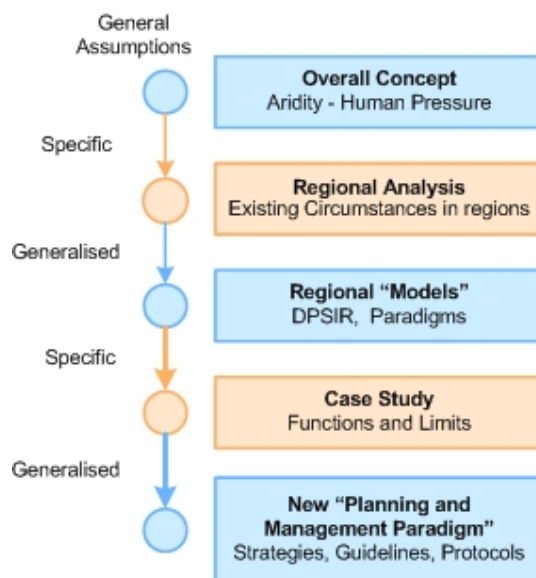 General
Assumptions
Overall Concept
Aridity - Human Pressure
Specific
Regional Analysis
Existing Circumstances in regions
Generalised
Regional “Models”
DPSIR, Paradigms
Specific
Case Study
Functions and Limits
Generalised
New “Planning and
Management Paradigm”
Strategies, Guidelines, Protocols